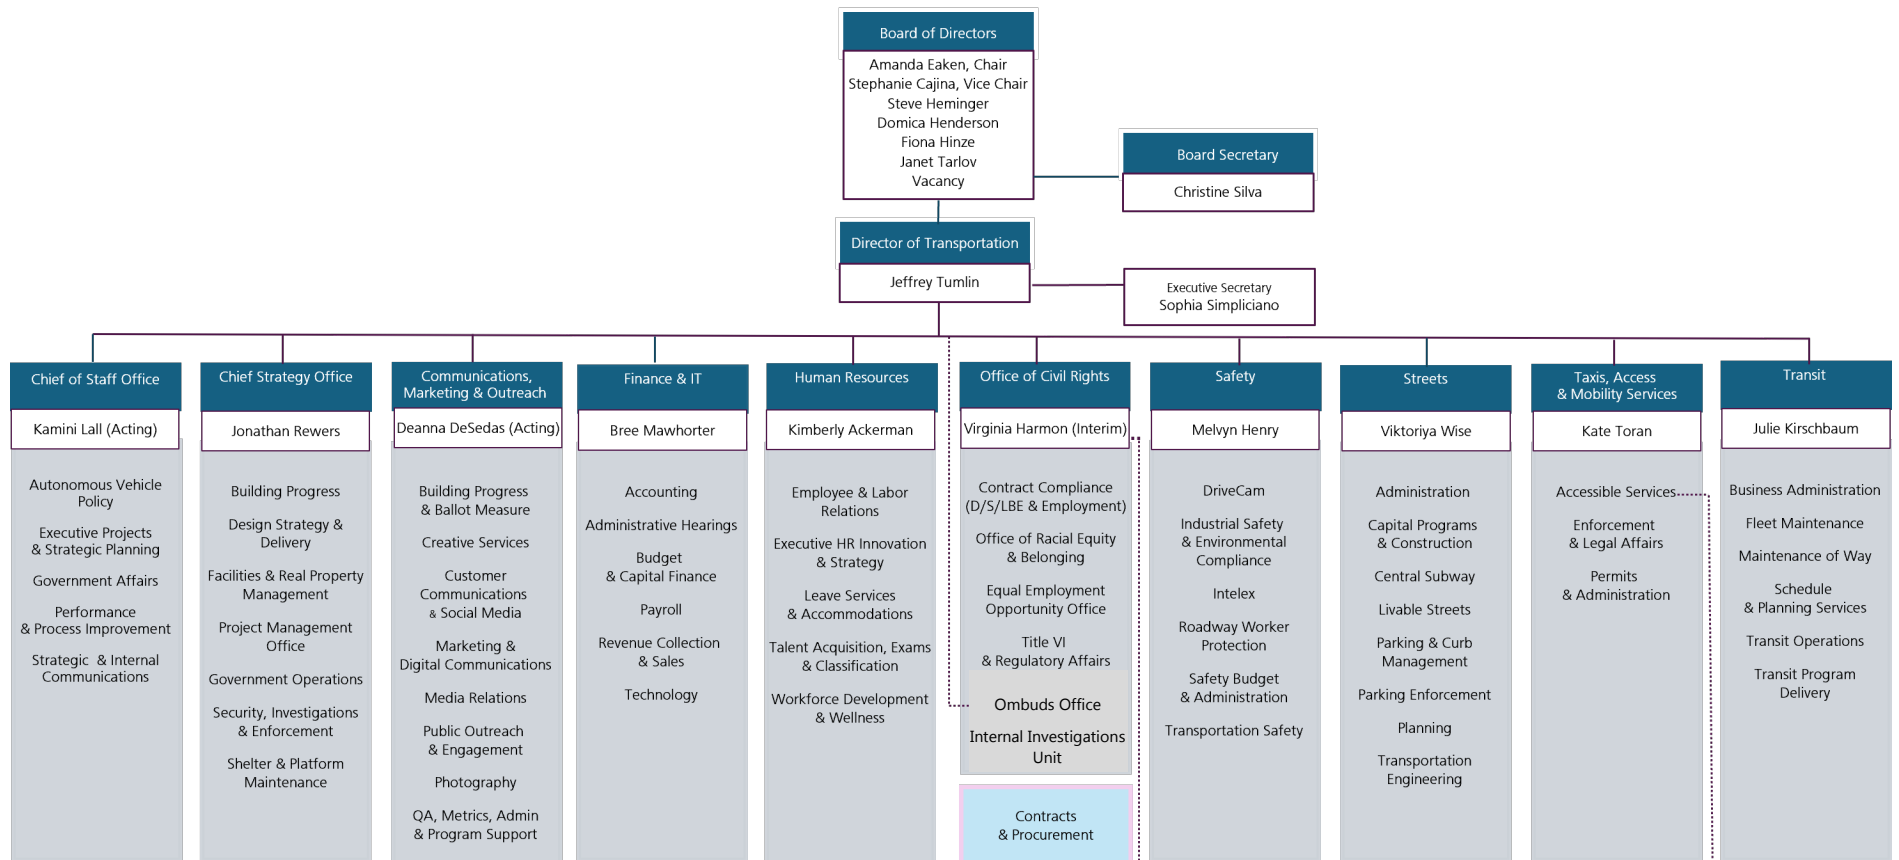 Board of Directors
Amanda Eaken, Chair
Stephanie Cajina, Vice Chair
Steve Heminger
Domica Henderson
Fiona Hinze
Janet Tarlov
Vacancy
Board Secretary
Christine Silva
Director of Transportation
Jeffrey Tumlin
Executive Secretary
Sophia Simpliciano
Chief of Staff Office
Kamini Lall (Acting)
Autonomous Vehicle
Policy
Executive Projects
& Strategic Planning
Government Affairs
Performance
& Process Improvement
Strategic & Internal
Communications
Chief Strategy Office
Jonathan Rewers
Building Progress
Design Strategy &
Delivery
Facilities & Real Property
Management
Project Management
Office
Government Operations
Security, Investigations
& Enforcement
Shelter & Platform
Maintenance
Communications,
Marketing & Outreach
Deanna DeSedas (Acting)
Building Progress
& Ballot Measure
Creative Services
Customer
Communications
& Social Media
Marketing &
Digital Communications
Media Relations
Public Outreach
& Engagement
Photography
QA, Metrics, Admin
& Program Support
Finance & IT
Bree Mawhorter
Accounting
Administrative Hearings
Budget
& Capital Finance
Payroll
Revenue Collection
& Sales
Technology
Human Resources
Kimberly Ackerman
Employee & Labor
Relations
Executive HR Innovation
& Strategy
Leave Services
& Accommodations
Talent Acquisition, Exams
& Classification
Workforce Development
& Wellness
Office of Civil Rights
Virginia Harmon (Interim)
Contract Compliance
(D/S/LBE & Employment)
Office of Racial Equity
& Belonging
Equal Employment
Opportunity Office
Title VI
& Regulatory Affairs
Ombuds Office
Internal Investigations
Unit
Contracts
& Procurement
Safety
Melvyn Henry
DriveCam
Industrial Safety
& Environmental
Compliance
Intelex
Roadway Worker
Protection
Safety Budget
& Administration
Transportation Safety
Streets
Viktoriya Wise
Administration
Capital Programs
& Construction
Central Subway
Livable Streets
Parking & Curb
Management
Parking Enforcement
Planning
Transportation
Engineering
Taxis, Access
& Mobility Services
Kate Toran
Accessible Services
Enforcement
& Legal Affairs
Permits
& Administration
Transit
Julie Kirschbaum
Business Administration
Fleet Maintenance
Maintenance of Way
Schedule
& Planning Services
Transit Operations
Transit Program
Delivery